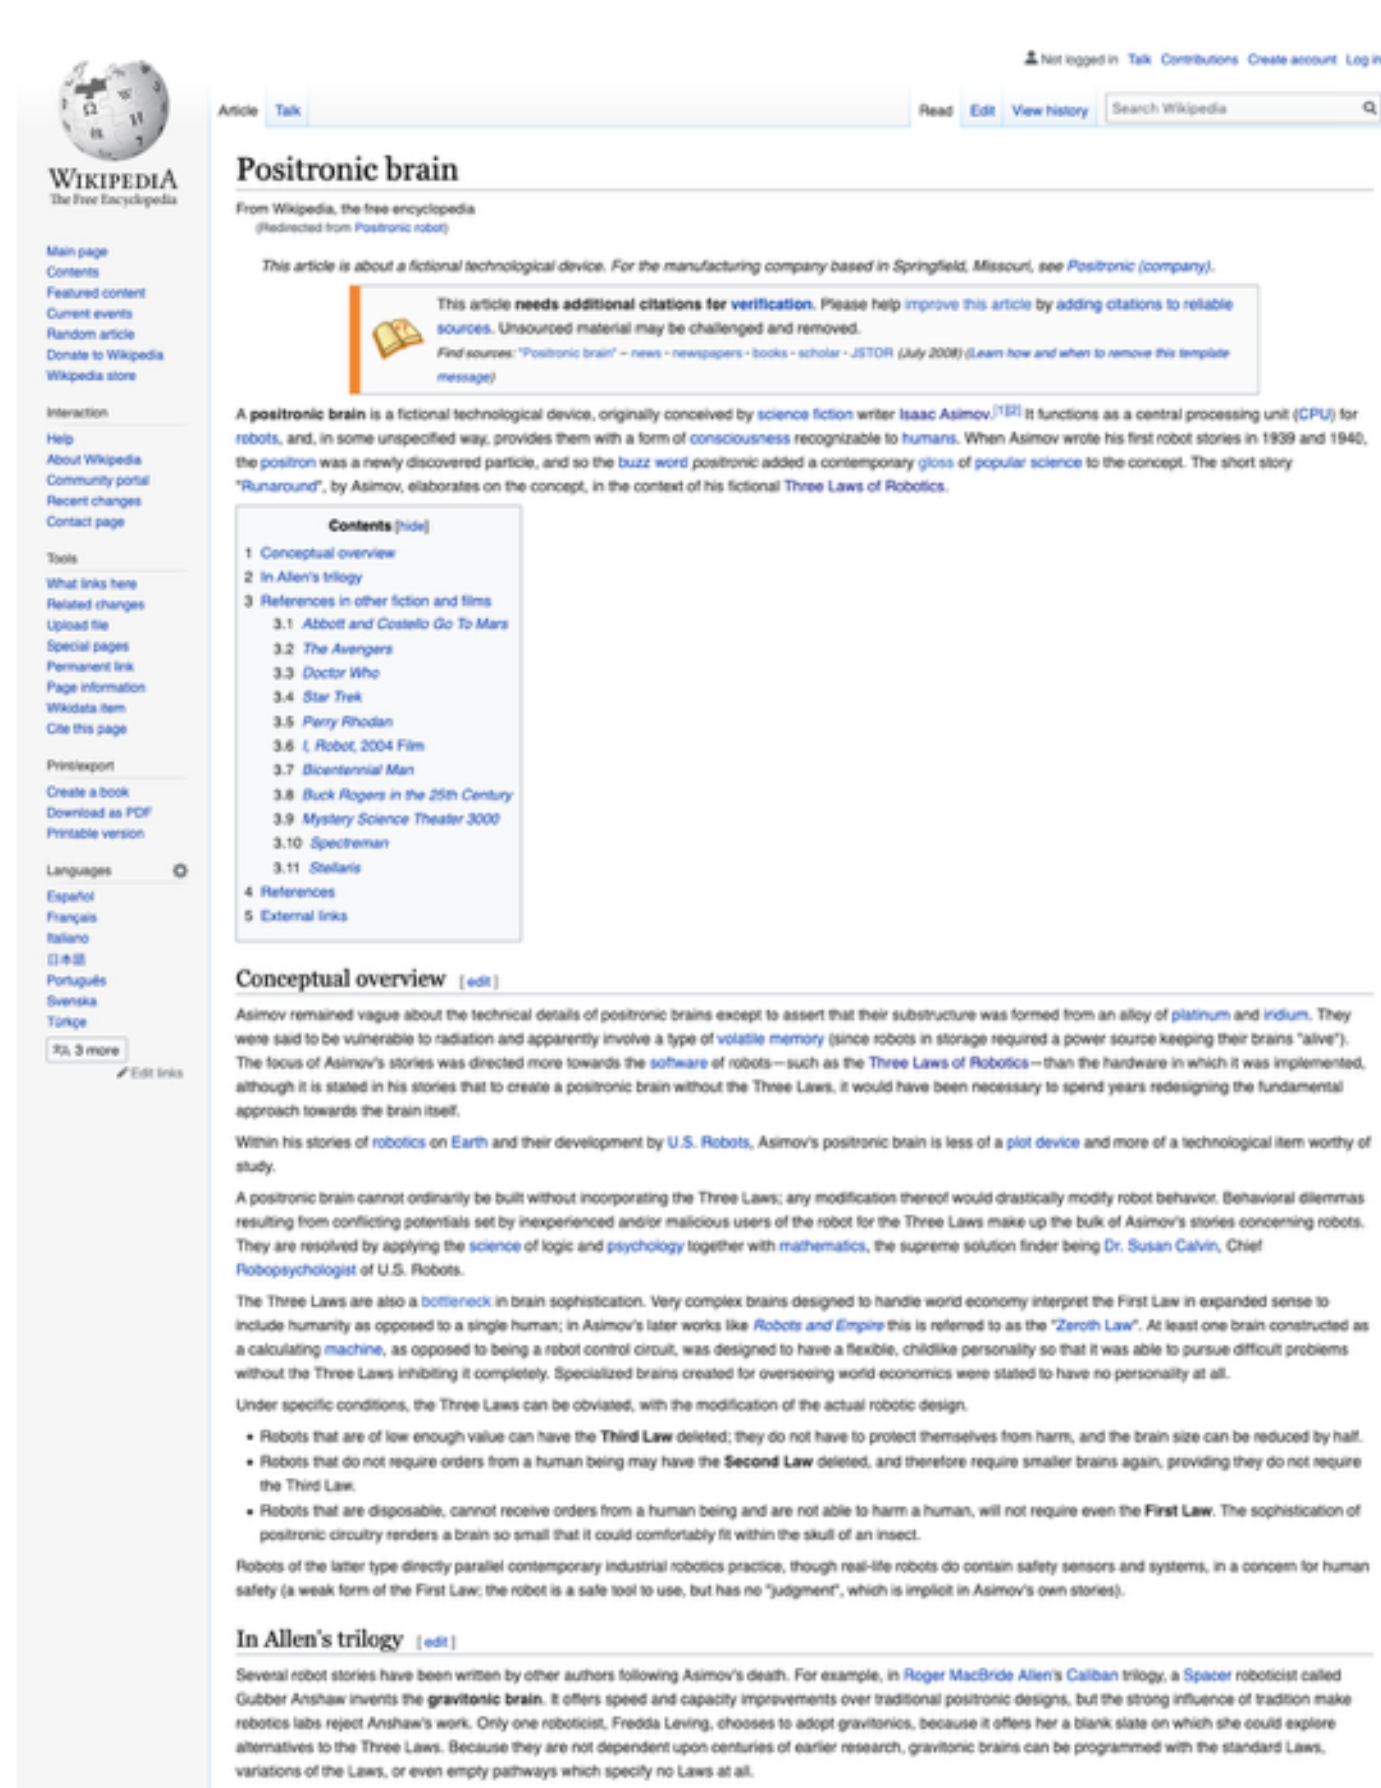 Not logged in Talk Contributions Create account Log in
Article Talk
Read Edit View history Search Wikipedia
WIKIPEDIA
The Free Encyclopedia
Main page
Contents
Featured content
Current events
Random article
Donate to Wikipedia
Wikipedia store
Interaction
Help
About Wikipedia
Community portal
Recent changes
Contact page
Tools
What links here
Related changes
Upload file
Special pages
Permanent link
Page information
Wikidata item
Cite this page
Print/export
Create a book
Download as PDF
Printable version
Languages
Español
Français
Italiano
日本語
Português
Svenska
Türkçe
3 more
Edit links
Positronic brain
From Wikipedia, the free encyclopedia
(Redirected from Positronic robot)
This article is about a fictional technological device. For the manufacturing company based in Springfield, Missouri, see Positronic (company).
This article needs additional citations for verification. Please help improve this article by adding citations to reliable
sources. Unsourced material may be challenged and removed.
Find sources: "Positronic brain" – news · newspapers · books · scholar · JSTOR (July 2008) (Learn how and when to remove this template
message)
A positronic brain is a fictional technological device, originally conceived by science fiction writer Isaac Asimov.[1][2] It functions as a central processing unit (CPU) for
robots, and, in some unspecified way, provides them with a form of consciousness recognizable to humans. When Asimov wrote his first robot stories in 1939 and 1940,
the positron was a newly discovered particle, and so the buzz word positronic added a contemporary gloss of popular science to the concept. The short story
"Runaround", by Asimov, elaborates on the concept, in the context of his fictional Three Laws of Robotics.
Contents [hide]
1 Conceptual overview
2 In Allen's trilogy
3 References in other fiction and films
3.1 Abbott and Costello Go To Mars
3.2 The Avengers
3.3 Doctor Who
3.4 Star Trek
3.5 Perry Rhodan
3.6 I, Robot, 2004 Film
3.7 Bicentennial Man
3.8 Buck Rogers in the 25th Century
3.9 Mystery Science Theater 3000
3.10 Spectreman
3.11 Stellaris
4 References
5 External links
Conceptual overview [ edit ]
Asimov remained vague about the technical details of positronic brains except to assert that their substructure was formed from an alloy of platinum and iridium. They
were said to be vulnerable to radiation and apparently involve a type of volatile memory (since robots in storage required a power source keeping their brains "alive").
The focus of Asimov's stories was directed more towards the software of robots—such as the Three Laws of Robotics—than the hardware in which it was implemented,
although it is stated in his stories that to create a positronic brain without the Three Laws, it would have been necessary to spend years redesigning the fundamental
approach towards the brain itself.
Within his stories of robotics on Earth and their development by U.S. Robots, Asimov's positronic brain is less of a plot device and more of a technological item worthy of
study.
A positronic brain cannot ordinarily be built without incorporating the Three Laws; any modification thereof would drastically modify robot behavior. Behavioral dilemmas
resulting from conflicting potentials set by inexperienced and/or malicious users of the robot for the Three Laws make up the bulk of Asimov's stories concerning robots.
They are resolved by applying the science of logic and psychology together with mathematics, the supreme solution finder being Dr. Susan Calvin, Chief
Robopsychologist of U.S. Robots.
The Three Laws are also a bottleneck in brain sophistication. Very complex brains designed to handle world economy interpret the First Law in expanded sense to
include humanity as opposed to a single human; in Asimov's later works like Robots and Empire this is referred to as the "Zeroth Law". At least one brain constructed as
a calculating machine, as opposed to being a robot control circuit, was designed to have a flexible, childlike personality so that it was able to pursue difficult problems
without the Three Laws inhibiting it completely. Specialized brains created for overseeing world economics were stated to have no personality at all.
Under specific conditions, the Three Laws can be obviated, with the modification of the actual robotic design.
• Robots that are of low enough value can have the Third Law deleted; they do not have to protect themselves from harm, and the brain size can be reduced by half.
• Robots that do not require orders from a human being may have the Second Law deleted, and therefore require smaller brains again, providing they do not require
the Third Law.
• Robots that are disposable, cannot receive orders from a human being and are not able to harm a human, will not require even the First Law. The sophistication of
positronic circuitry renders a brain so small that it could comfortably fit within the skull of an insect.
Robots of the latter type directly parallel contemporary industrial robotics practice, though real-life robots do contain safety sensors and systems, in a concern for human
safety (a weak form of the First Law; the robot is a safe tool to use, but has no "judgment", which is implicit in Asimov's own stories).
In Allen's trilogy [ edit ]
Several robot stories have been written by other authors following Asimov's death. For example, in Roger MacBride Allen's Caliban trilogy, a Spacer roboticist called
Gubber Anshaw invents the gravitonic brain. It offers speed and capacity improvements over traditional positronic designs, but the strong influence of tradition make
robotics labs reject Anshaw's work. Only one roboticist, Fredda Leving, chooses to adopt gravitonics, because it offers her a blank slate on which she could explore
alternatives to the Three Laws. Because they are not dependent upon centuries of earlier research, gravitonic brains can be programmed with the standard Laws,
variations of the Laws, or even empty pathways which specify no Laws at all.